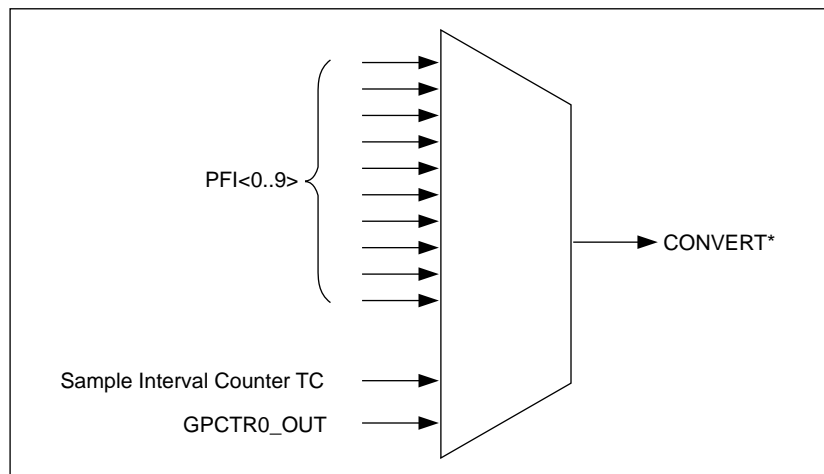 PFI<0..9>
CONVERT*
Sample Interval Counter TC
GPCTR0_OUT